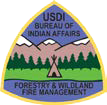 USDI
BUREAU OF
INDIAN AFFAIRS
FORESTRY & WILDLAND
FIRE MANAGEMENT